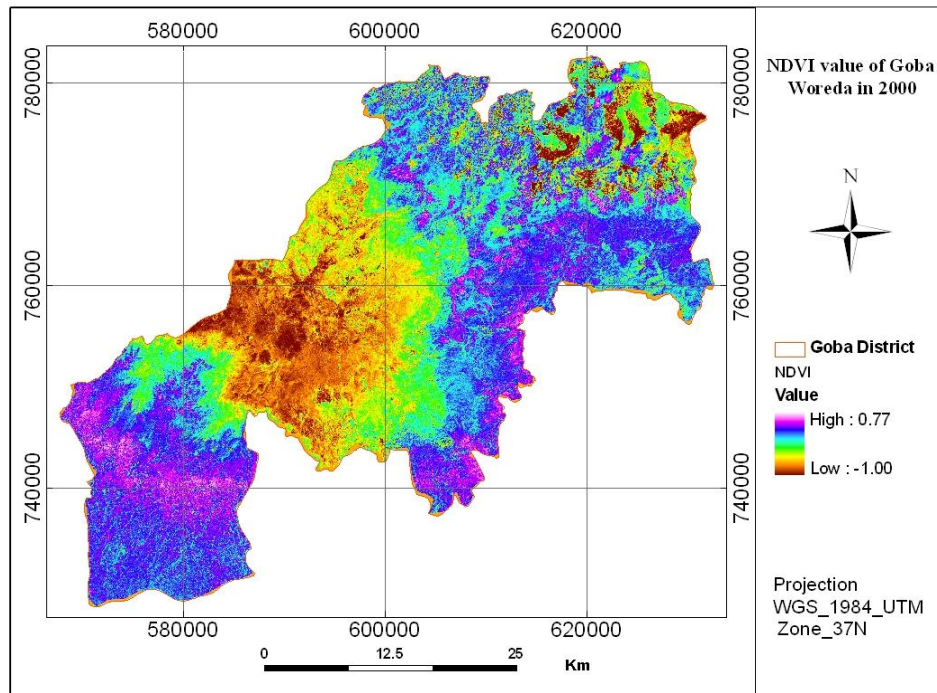 580000 600000 620000
780000 780000
760000 760000
740000 740000
580000 600000 620000
0 12.5 25
Km
NDVI value of Goba
Woreda in 2000
N
Goba District
NDVI
Value
High : 0.77
Low : -1.00
Projection
WGS_1984_UTM
Zone_37N